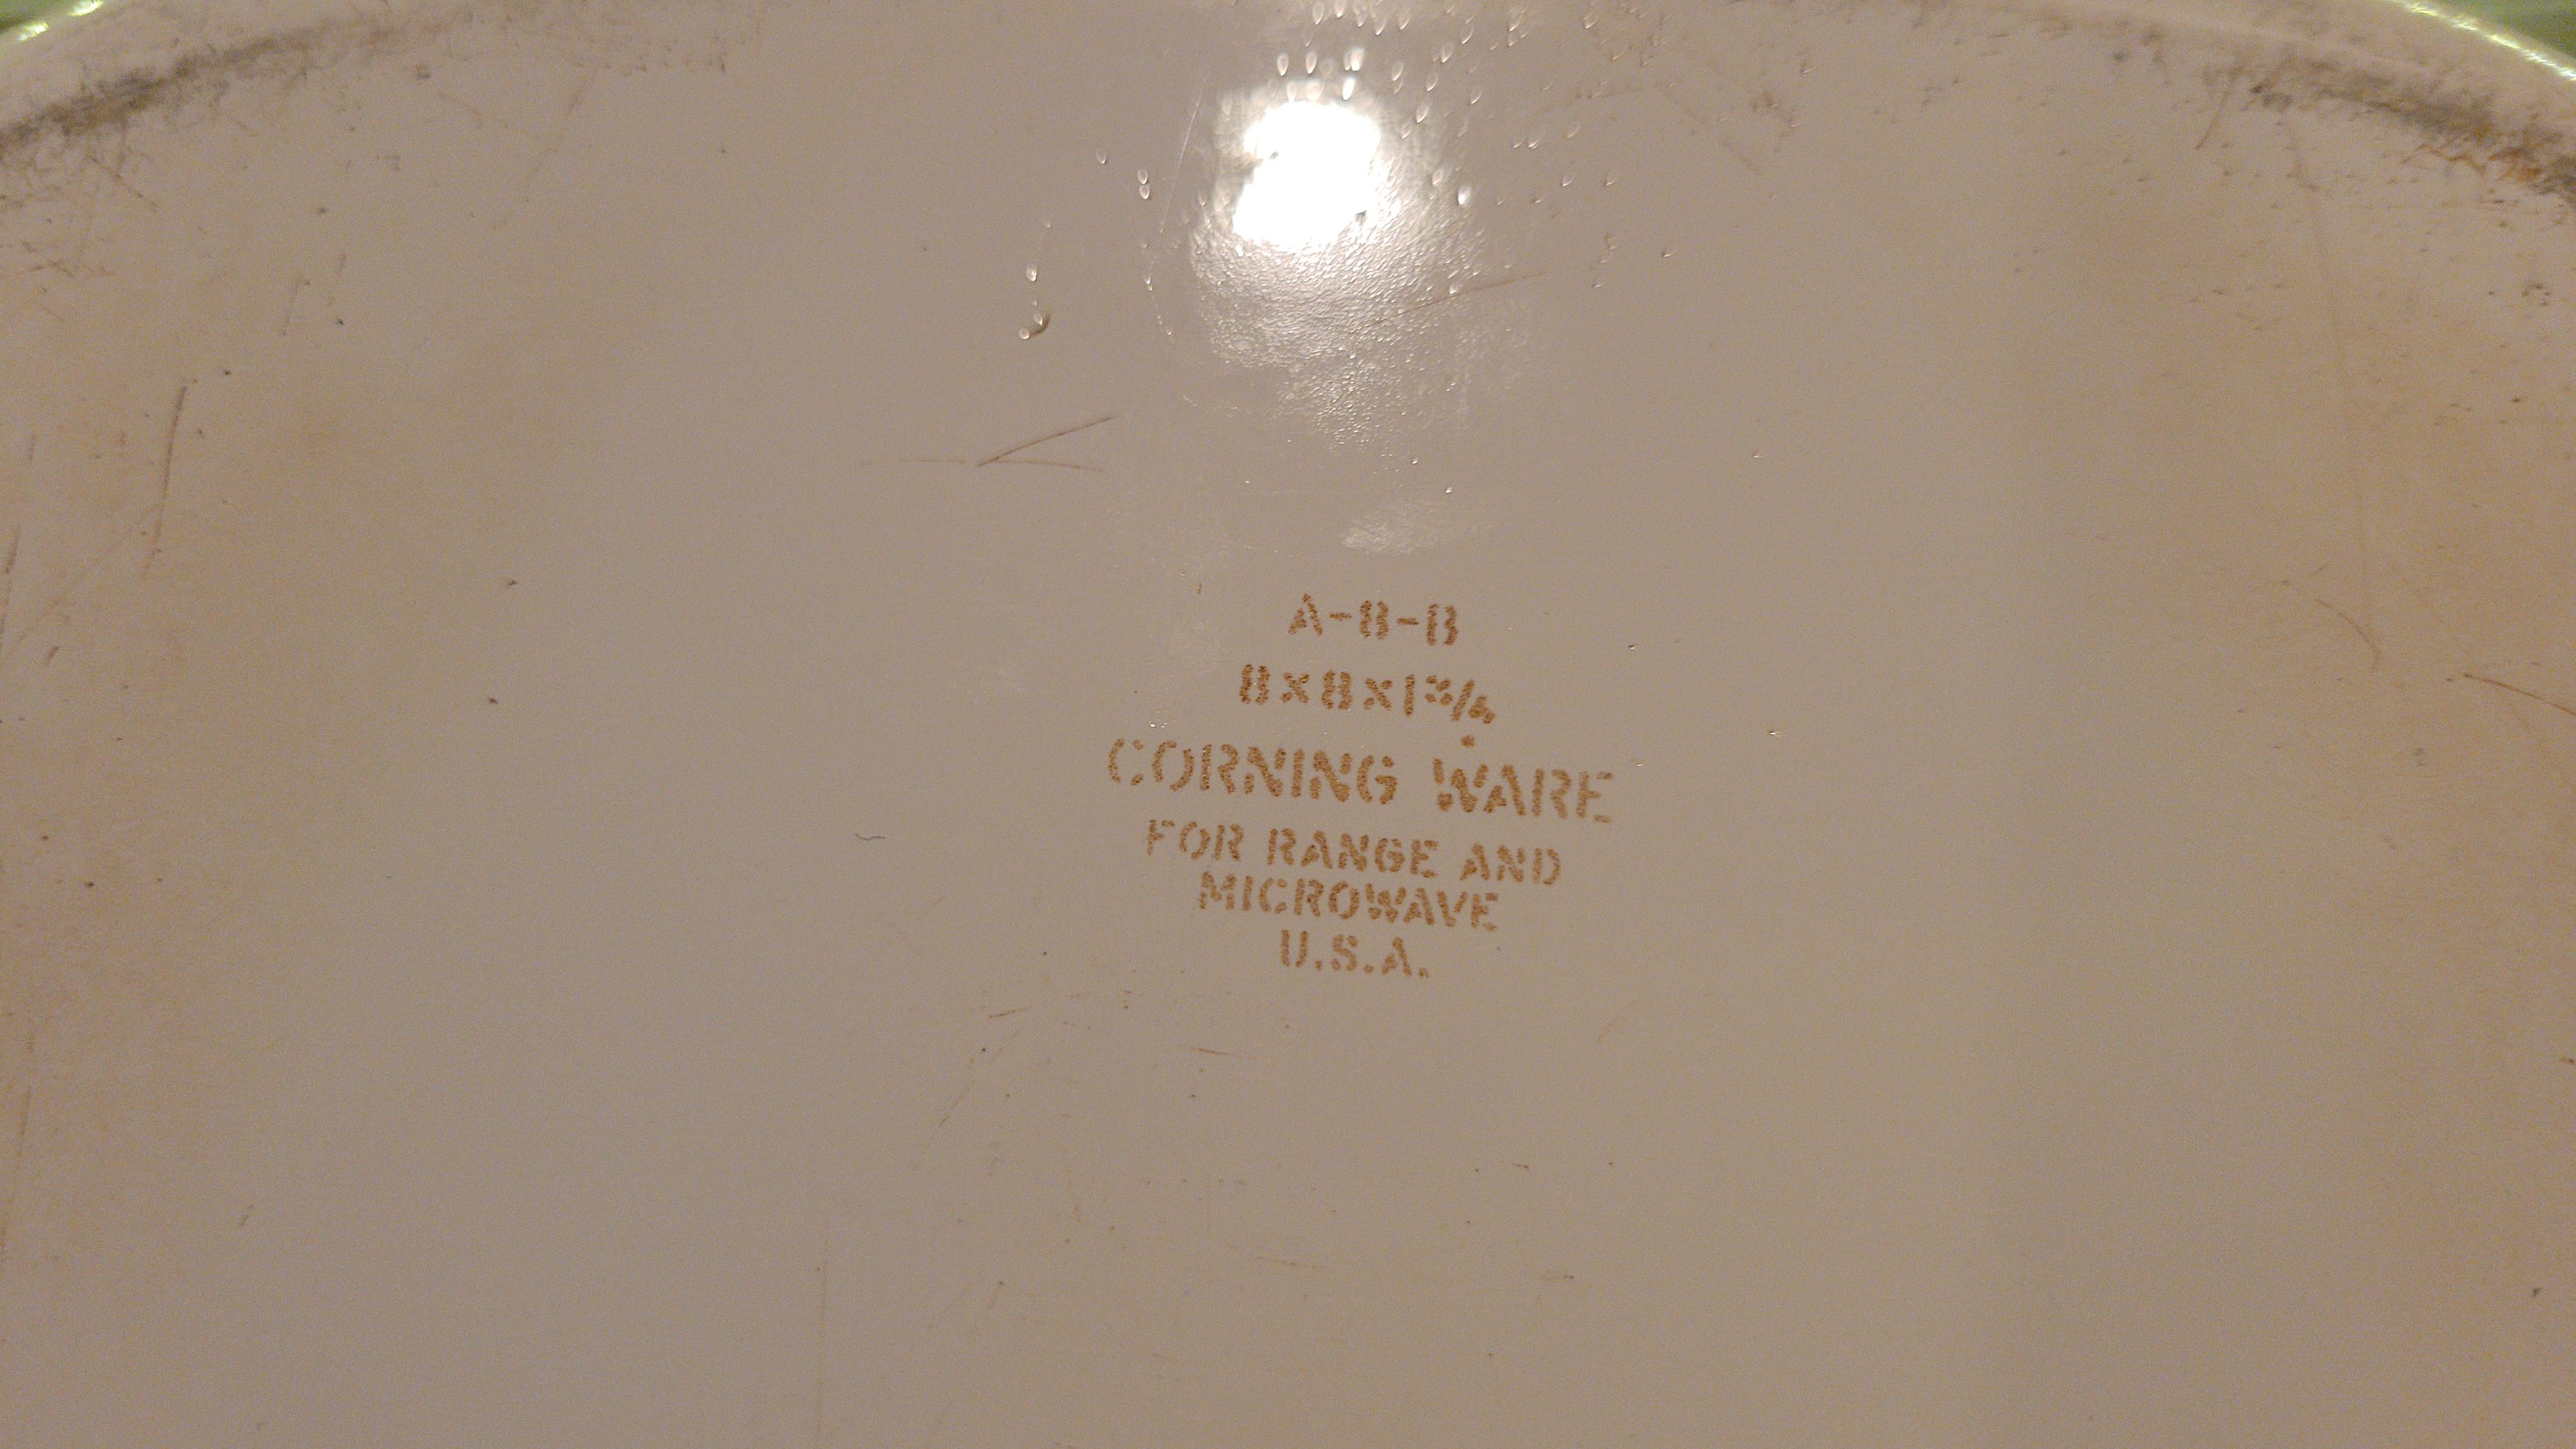 A-8-B
8x8x1¾
CORNING WARE
FOR RANGE AND
MICROWAVE
U.S.A.